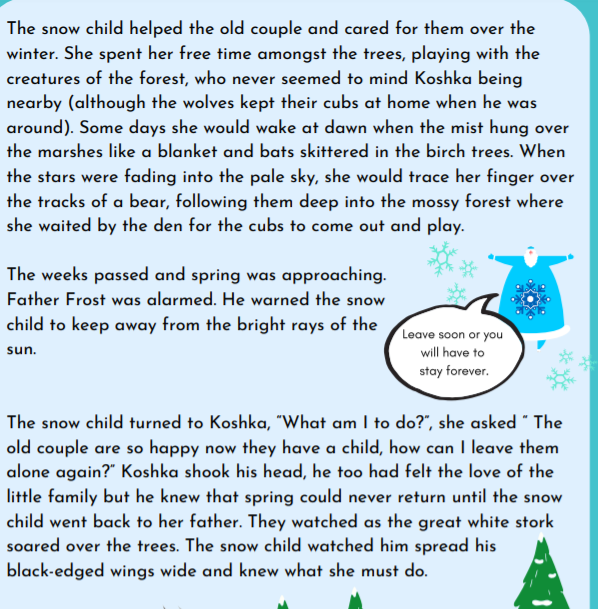 The snow child helped the old couple and cared for them over the
winter. She spent her free time amongst the trees, playing with the
creatures of the forest, who never seemed to mind Koshka being
nearby (although the wolves kept their cubs at home when he was
around). Some days she would wake at dawn when the mist hung over
the marshes like a blanket and bats skittered in the birch trees. When
the stars were fading into the pale sky, she would trace her finger over
the tracks of a bear, following them deep into the mossy forest where
she waited by the den for the cubs to come out and play.
The weeks passed and spring was approaching.
Father Frost was alarmed. He warned the snow
child to keep away from the bright rays of the
sun.
Leave soon or you
will have to
stay forever.
The snow child turned to Koshka, "What am I to do?", she asked " The
old couple are so happy now they have a child, how can I leave them
alone again?" Koshka shook his head, he too had felt the love of the
little family but he knew that spring could never return until the snow
child went back to her father. They watched as the great white stork
soared over the trees. The snow child watched him spread his
black-edged wings wide and knew what she must do.